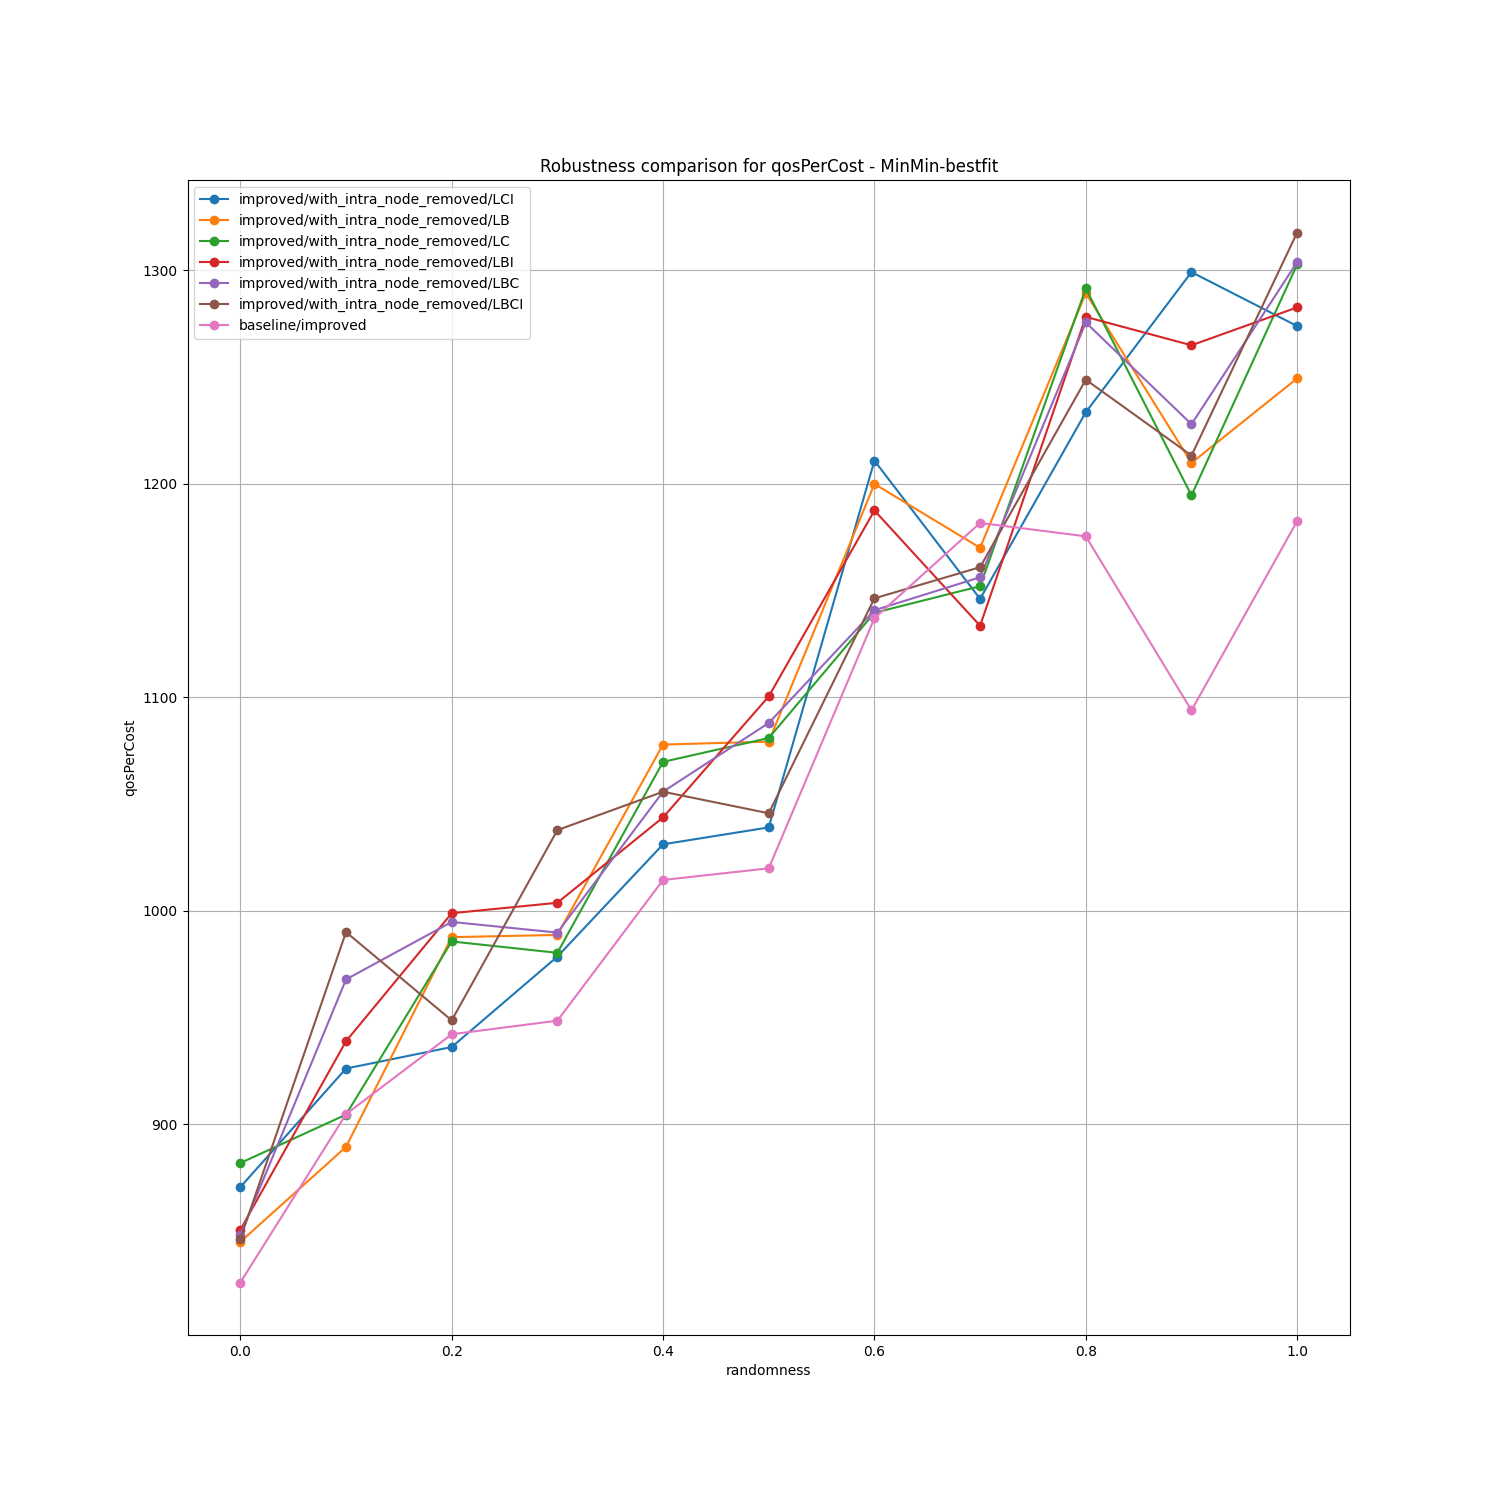 Robustness comparison for qosPerCost - MinMin-bestfit
improved/with_intra_node_removed/LCI
improved/with_intra_node_removed/LB
improved/with_intra_node_removed/LC
improved/with_intra_node_removed/LBI
improved/with_intra_node_removed/LBC
improved/with_intra_node_removed/LBCI
baseline/improved
1300
1200
1100
1000
900
qosPerCost
0.0 0.2 0.4 0.6 0.8 1.0
randomness